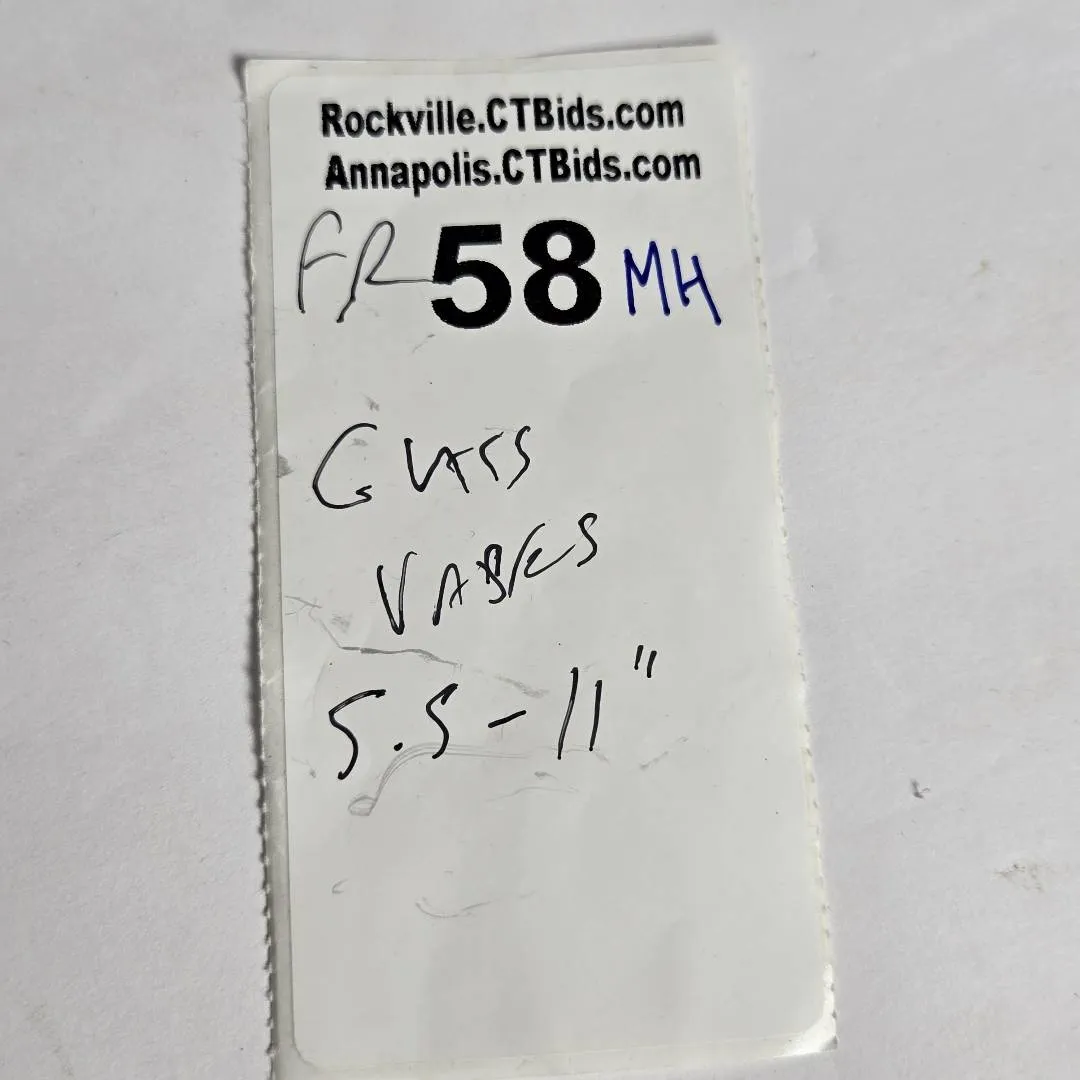 Rockville.CTBids.com
Annapolis.CTBids.com
FR 58 MH
GLASS
VASES
5.5 - 11"